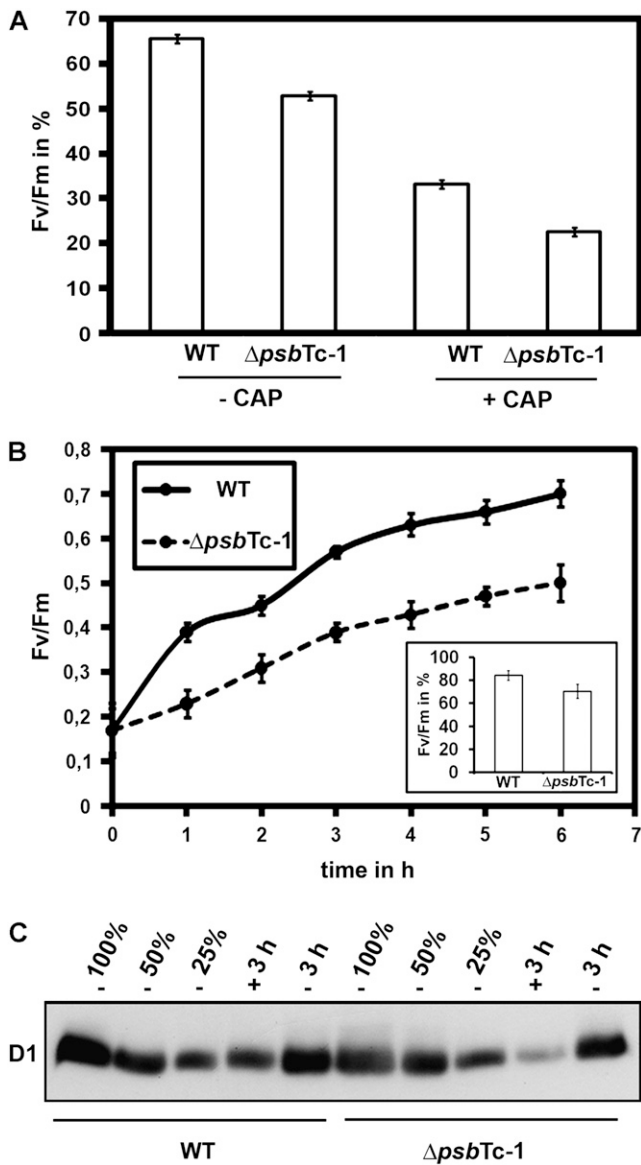 A
Fv/Fm in %
70
60
50
40
30
20
10
0
WT ΔpsbTc-1 WT ΔpsbTc-1
- CAP + CAP
B
Fv/Fm
0,8
0,7
0,6
0,5
0,4
0,3
0,2
0,1
0
WT
ΔpsbTc-1
Fv/Fm in %
100
80
60
40
20
0
WT ΔpsbTc-1
0 1 2 3 4 5 6 7
time in h
C
- 100% - 50% - 25% + 3 h - 3 h - 100% - 50% - 25% + 3 h - 3 h
D1
WT ΔpsbTc-1